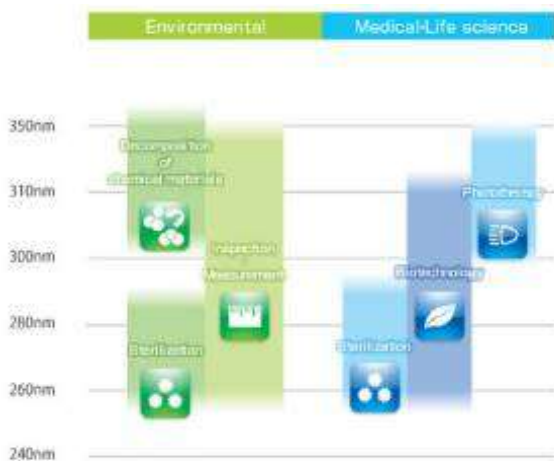 Environmental
Medical•Life science
350nm
Decomposition
of
chemical materials
310nm
Phototherapy
300nm
Inspection
Measurement
Biotechnology
280nm
Sterilization
Sterilization
260nm
240nm